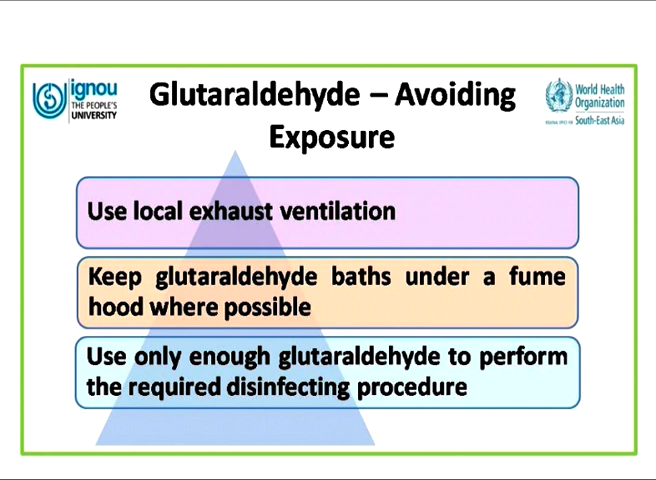 ignou
THE PEOPLE'S
UNIVERSITY
Glutaraldehyde – Avoiding
Exposure
World Health
Organization
South-East Asia
Use local exhaust ventilation
Keep glutaraldehyde baths under a fume
hood where possible
Use only enough glutaraldehyde to perform
the required disinfecting procedure